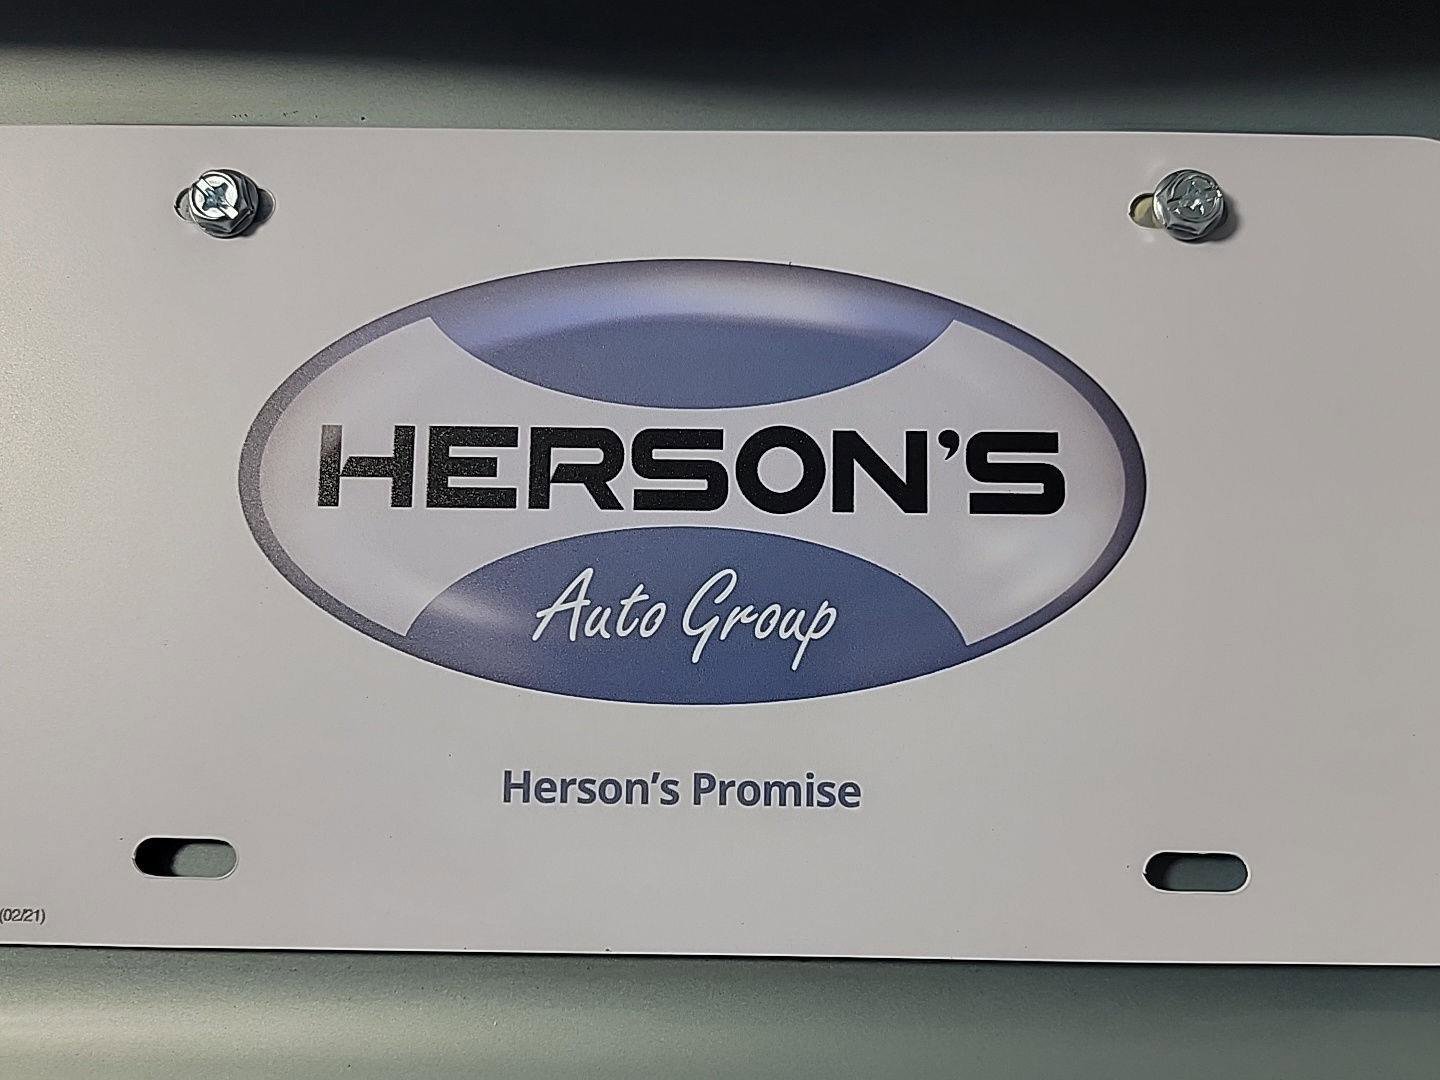 HERSON'S
Auto Group
Herson's Promise
(02/21)